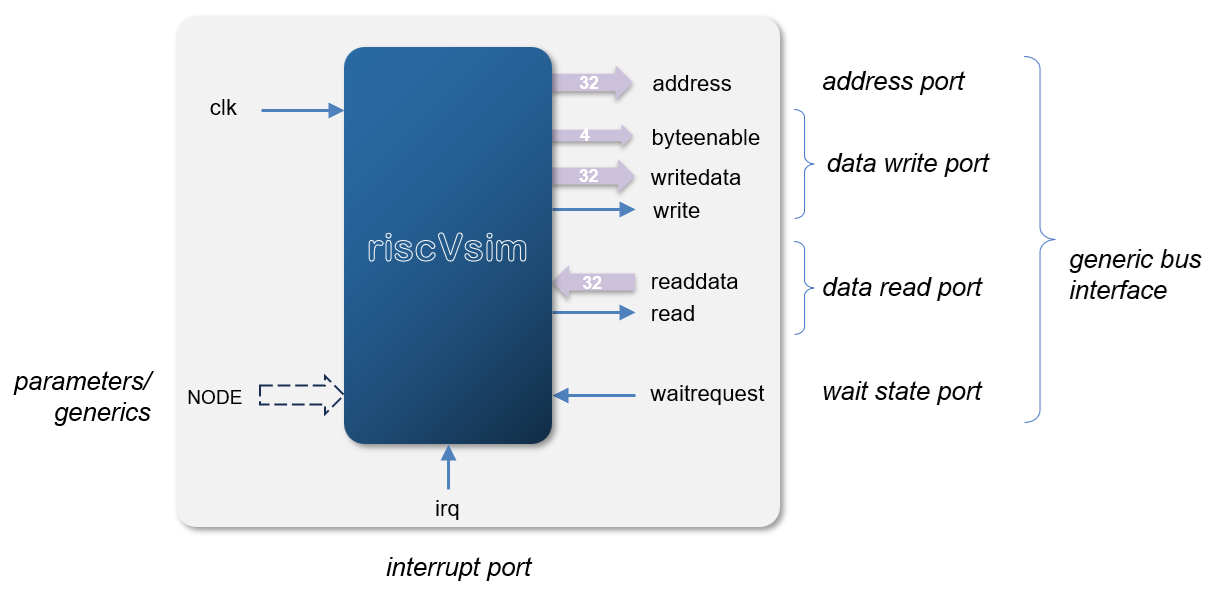 32
address
address port
clk
4
byteenable
32
writedata
data write port
write
riscVsim
generic bus
interface
32
readdata
data read port
read
parameters/
generics
NODE
waitrequest
wait state port
irq
interrupt port